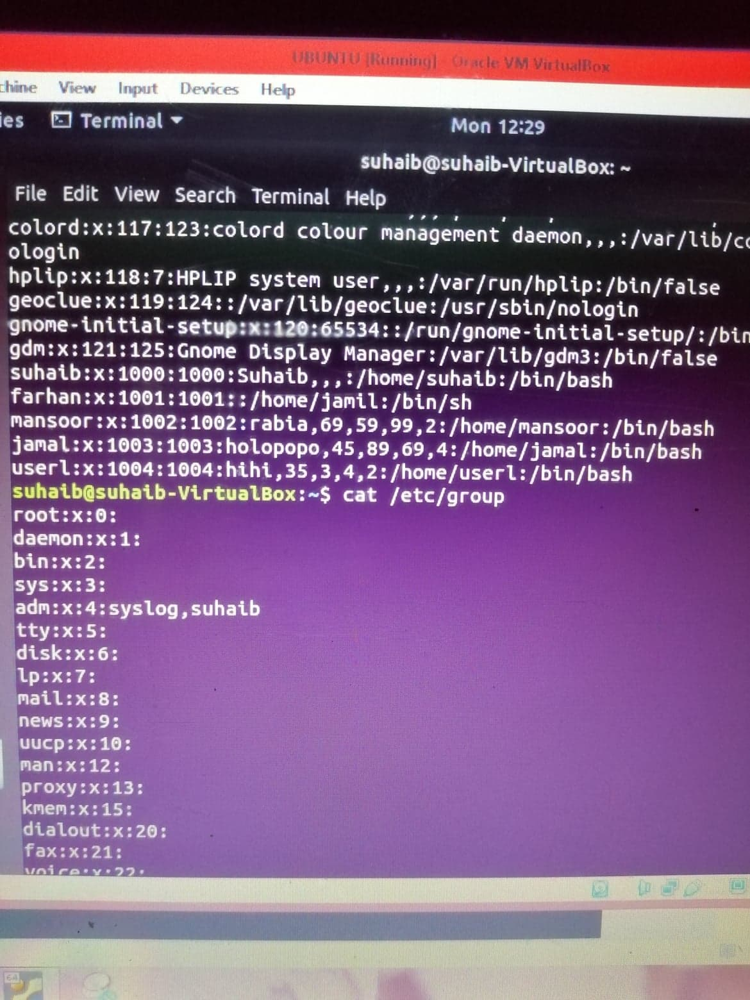 UBUNTU [Running] - Oracle VM VirtualBox
chine View Input Devices Help
ies Terminal Mon 12:29
suhaib@suhaib-VirtualBox: ~
File Edit View Search Terminal Help
colord:x:117:123:colord colour management daemon,,,:/var/lib/co
ologin
hplip:x:118:7:HPLIP system user,,,:/var/run/hplip:/bin/false
geoclue:x:119:124::/var/lib/geoclue:/usr/sbin/nologin
gnome-initial-setup:x:120:65534::/run/gnome-initial-setup/:/bin
gdm:x:121:125:Gnome Display Manager:/var/lib/gdm3:/bin/false
suhaib:x:1000:1000:Suhaib,,,:/home/suhaib:/bin/bash
farhan:x:1001:1001::/home/jamil:/bin/sh
mansoor:x:1002:1002:rabia,69,59,99,2:/home/mansoor:/bin/bash
jamal:x:1003:1003:holopopo,45,89,69,4:/home/jamal:/bin/bash
userl:x:1004:1004:hihi,35,3,4,2:/home/userl:/bin/bash
suhaib@suhaib-VirtualBox:~$ cat /etc/group
root:x:0:
daemon:x:1:
bin:x:2:
sys:x:3:
adm:x:4:syslog,suhaib
tty:x:5:
disk:x:6:
lp:x:7:
mail:x:8:
news:x:9:
uucp:x:10:
man:x:12:
proxy:x:13:
kmem:x:15:
dialout:x:20:
fax:x:21:
voice:x:22:
64